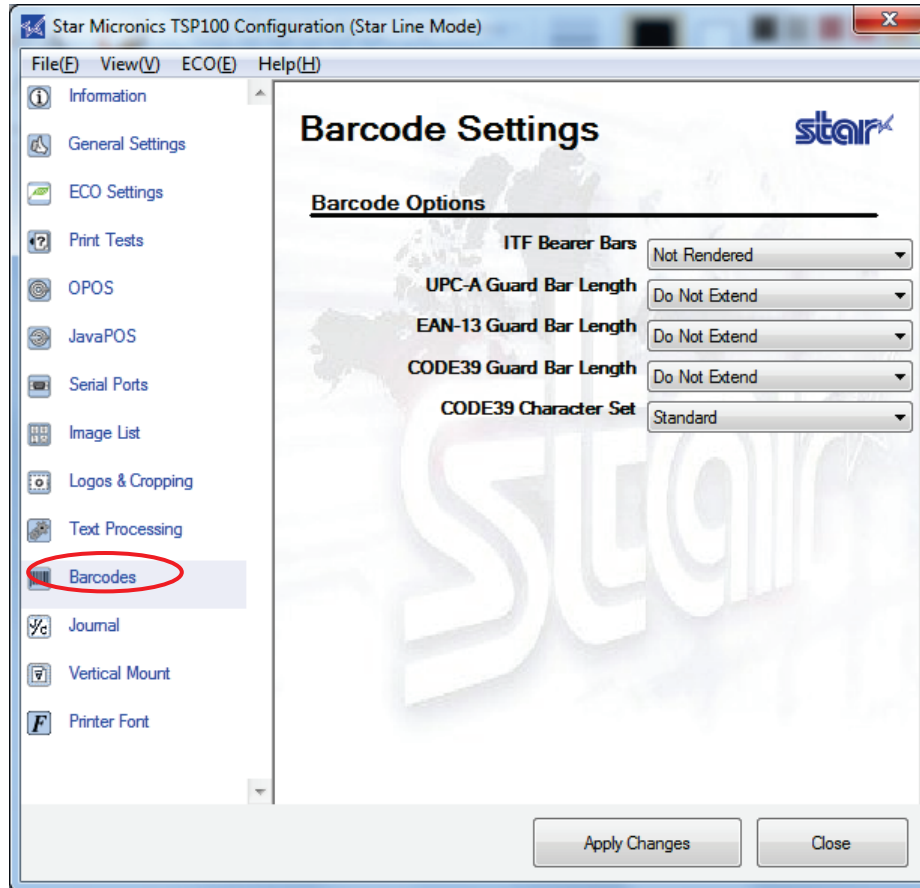 Star Micronics TSP100 Configuration (Star Line Mode)
File(F) View(V) ECO(E) Help(H)
Information
General Settings
ECO Settings
Print Tests
OPOS
JavaPOS
Serial Ports
Image List
Logos & Cropping
Text Processing
Barcodes
Journal
Vertical Mount
Printer Font
Barcode Settings
star
Barcode Options
ITF Bearer Bars Not Rendered
UPC-A Guard Bar Length Do Not Extend
EAN-13 Guard Bar Length Do Not Extend
CODE39 Guard Bar Length Do Not Extend
CODE39 Character Set Standard
star
Apply Changes Close